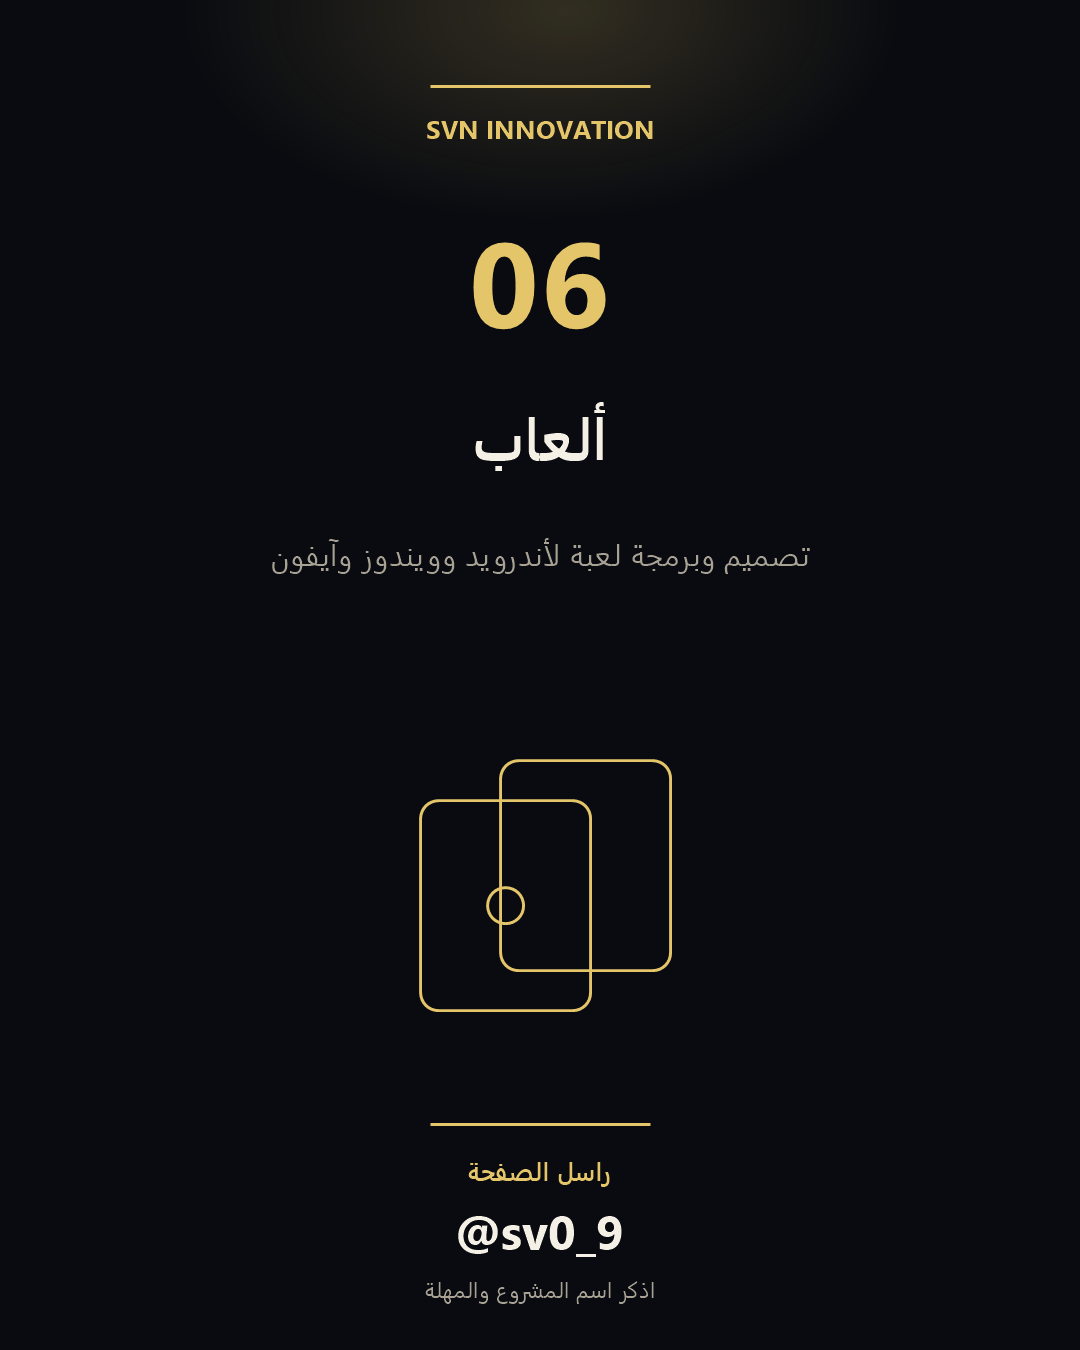 SVN INNOVATION
06
ألعاب
تصميم وبرمجة لعبة لأندرويد وويندوز وآيفون
راسل الصفحة
@sv0_9
اذكر اسم المشروع والمهلة